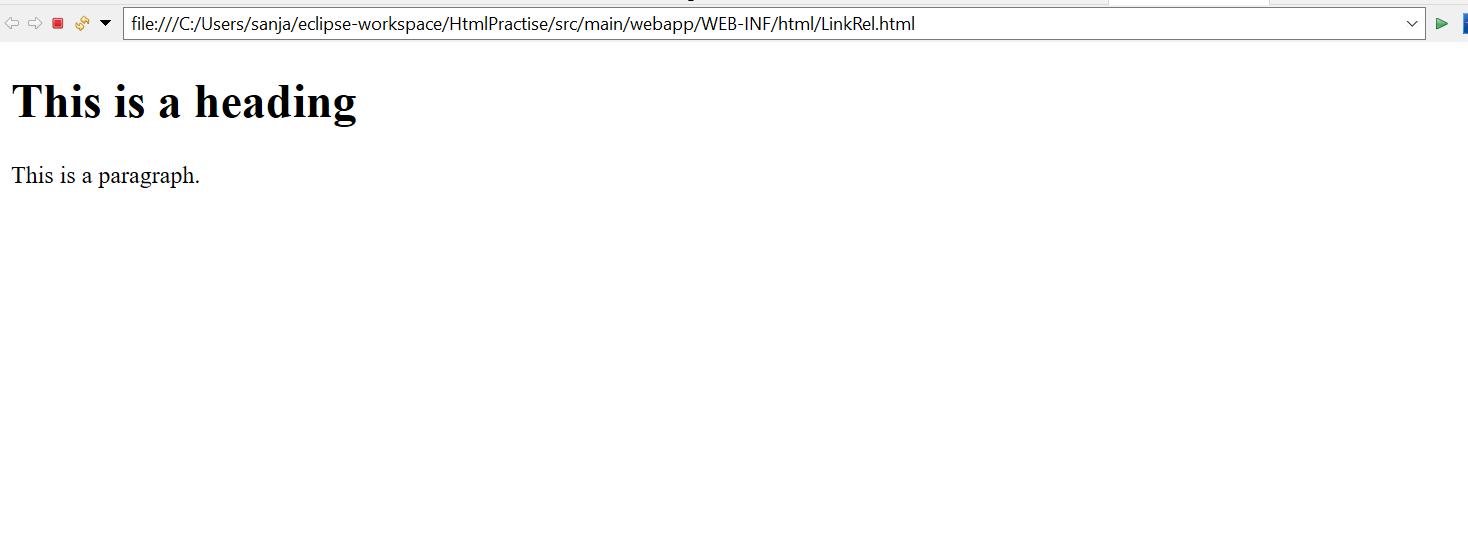 file:///C:/Users/sanja/eclipse-workspace/HtmlPractise/src/main/webapp/WEB-INF/html/LinkRel.html
This is a heading
This is a paragraph.